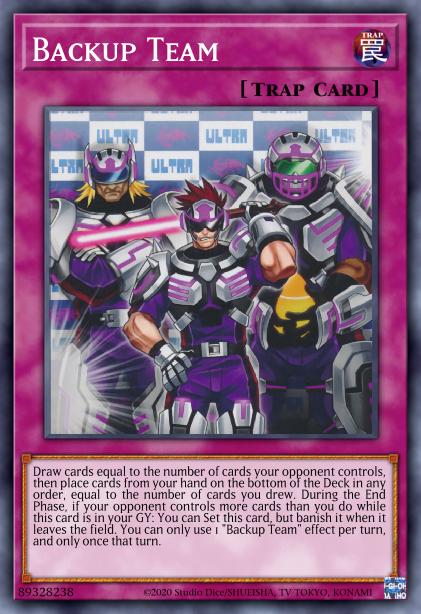 Backup Team
TRAP
罠
[Trap Card]
ULTRA ULTRA
ULTRA ULTRA
Draw cards equal to the number of cards your opponent controls,
then place cards from your hand on the bottom of the Deck in any
order, equal to the number of cards you drew. During the End
Phase, if your opponent controls more cards than you do while
this card is in your GY: You can Set this card, but banish it when it
leaves the field. You can only use 1 "Backup Team" effect per turn,
and only once that turn.
89328238
©2020 Studio Dice/SHUEISHA, TV TOKYO, KONAMI